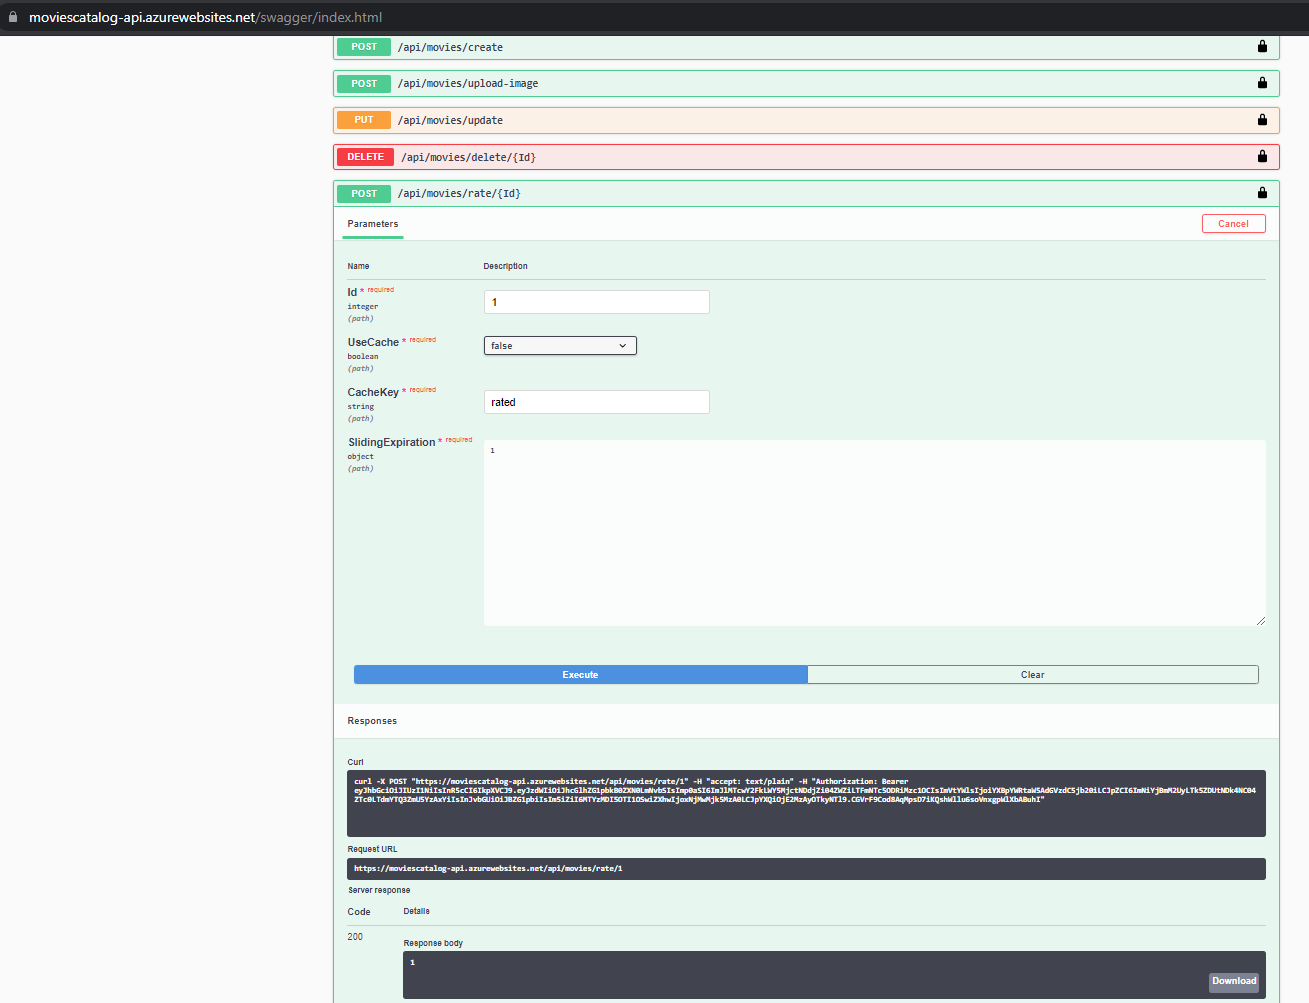 moviescatalog-api.azurewebsites.net/swagger/index.html
POST /api/movies/create
POST /api/movies/upload-image
PUT /api/movies/update
DELETE /api/movies/delete/{Id}
POST /api/movies/rate/{Id}
Parameters
Cancel
Name Description
Id * required
1
integer
(path)
UseCache * required
false
boolean
(path)
CacheKey * required
rated
string
(path)
SlidingExpiration * required
1
object
(path)
Execute Clear
Responses
Curl
curl -X POST "https://moviescatalog-api.azurewebsites.net/api/movies/rate/1" -H "accept: text/plain" -H "Authorization: Bearer
Request URL
https://moviescatalog-api.azurewebsites.net/api/movies/rate/1
Server response
Code Details
200
Response body
1
Download